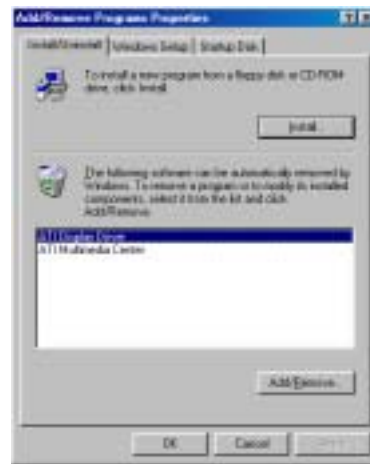 Add/Remove Programs Properties
Install/Uninstall Windows Setup Startup Disk
To install a new program from a floppy disk or CD-ROM
drive, click Install.
Install...
The following software can be automatically removed by
Windows. To remove a program or to modify its installed
components, select it from the list and click
Add/Remove.
ATI Display Driver
ATI Multimedia Center
Add/Remove...
OK Cancel